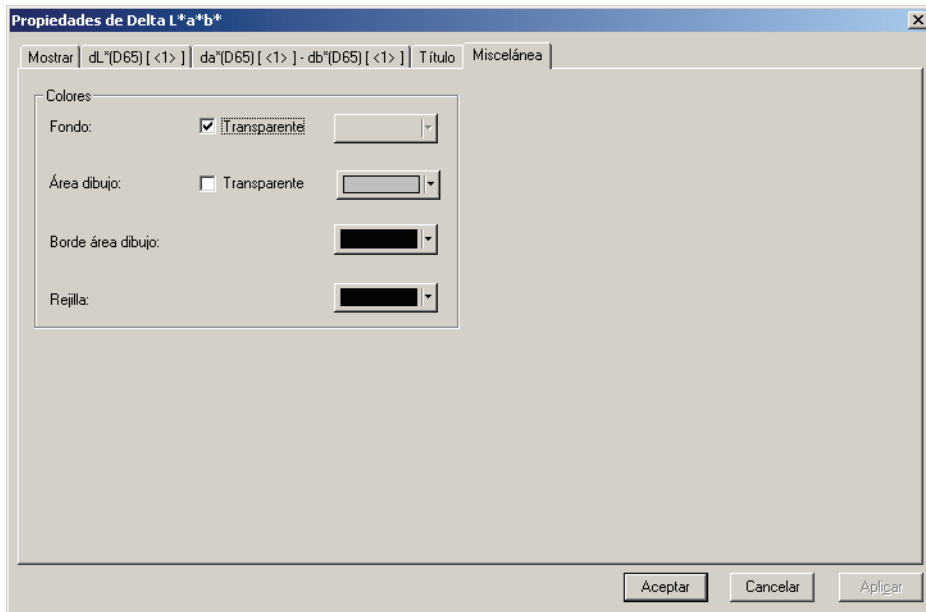 Propiedades de Delta L*a*b*
Mostrar dL*(D65) [ <1> ] da*(D65) [ <1> ] - db*(D65) [ <1> ] Título Miscelánea
Colores
Fondo: Transparente
Área dibujo: Transparente
Borde área dibujo:
Rejilla:
Aceptar Cancelar Aplicar